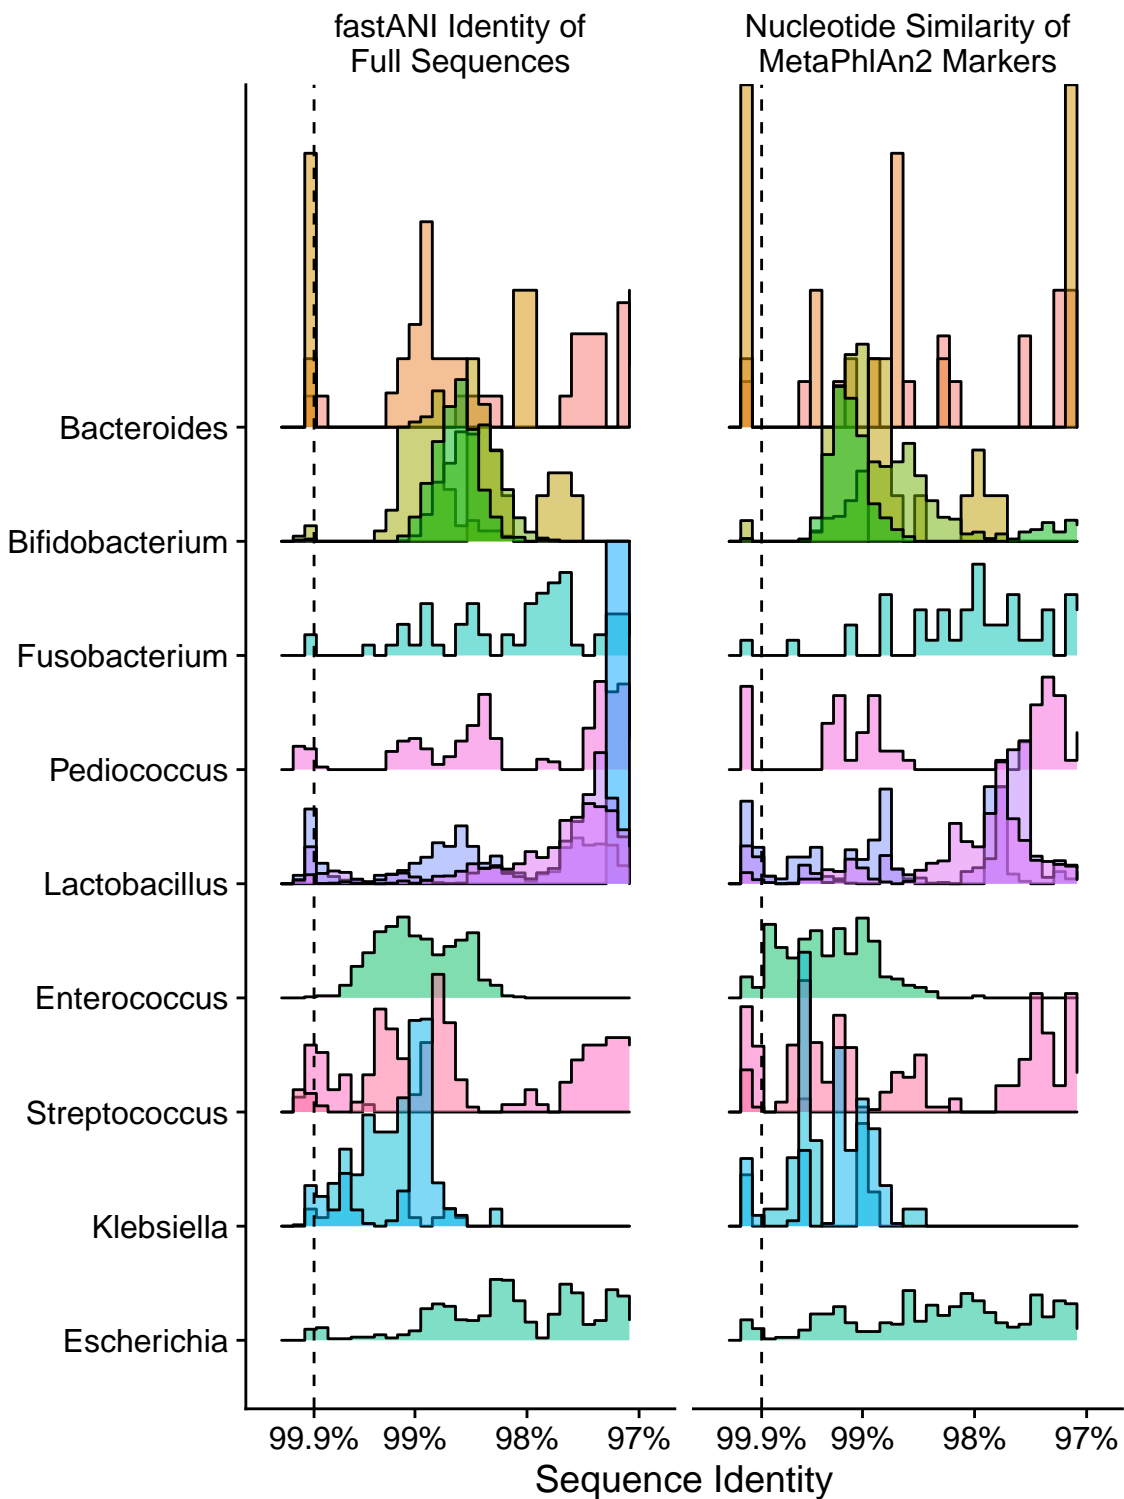 fastANI Identity of
Full Sequences
Nucleotide Similarity of
MetaPhlAn2 Markers
Bacteroides
Bifidobacterium
Fusobacterium
Pediococcus
Lactobacillus
Enterococcus
Streptococcus
Klebsiella
Escherichia
99.9% 99% 98% 97% 99.9% 99% 98% 97%
Sequence Identity